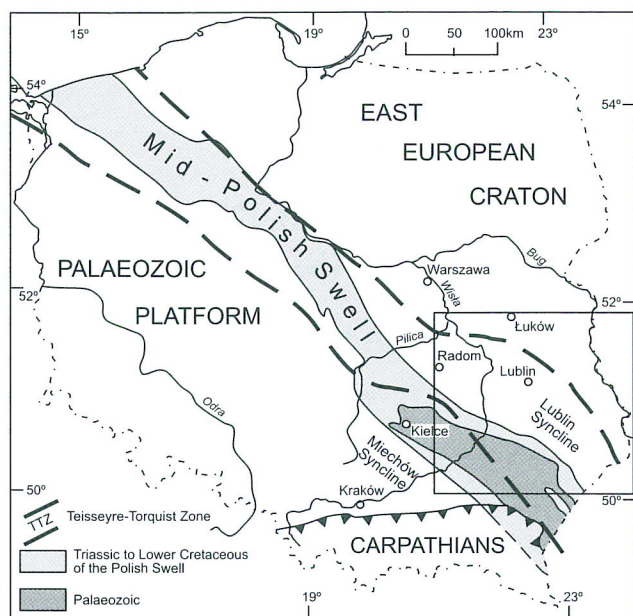 15°
19°
23°
0 50 100km
54°
54°
EAST
EUROPEAN
CRATON
Mid-Polish Swell
PALAEOZOIC
PLATFORM
Bug
Warszawa
52°
52°
Wisła
Łuków
Pilica
Radom
Lublin
Odra
Lublin
Syncline
Kielce
Miechów
Syncline
50°
50°
Kraków
TTZ
Teisseyre-Torquist Zone
CARPATHIANS
Triassic to Lower Cretaceous
of the Polish Swell
Palaeozoic
19°
23°